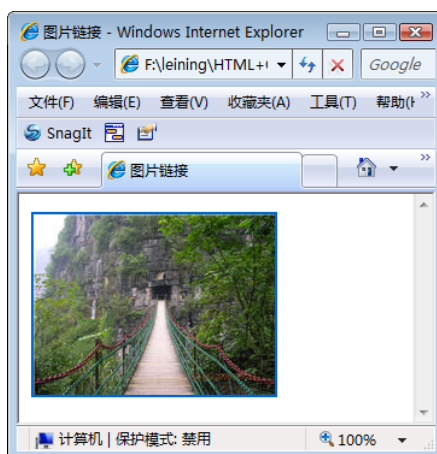 图片链接 - Windows Internet Explorer
F:\leining\HTML+
Google
文件(F) 编辑(E) 查看(V) 收藏夹(A) 工具(T) 帮助(H
SnagIt
图片链接
计算机 | 保护模式: 禁用
100%